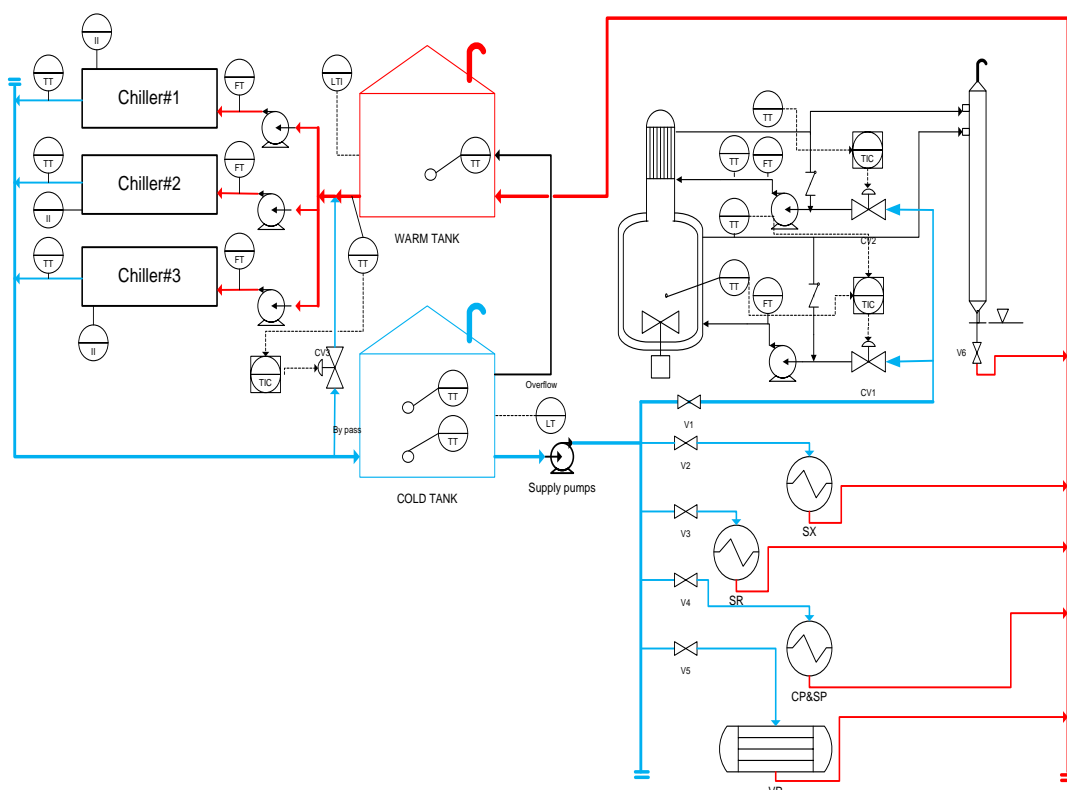 II
TT
Chiller#1
FT
LTI
TT
WARM TANK
TT
Chiller#2
FT
II
TT
Chiller#3
FT
II
TT
TIC
CV3
By pass
Overflow
TT
TT
LT
COLD TANK
Supply pumps
TT
TIC
TT
FT
CV2
TT
TT
FT
TIC
CV1
V6
V1
V2
SX
V3
SR
V4
CP&SP
V5